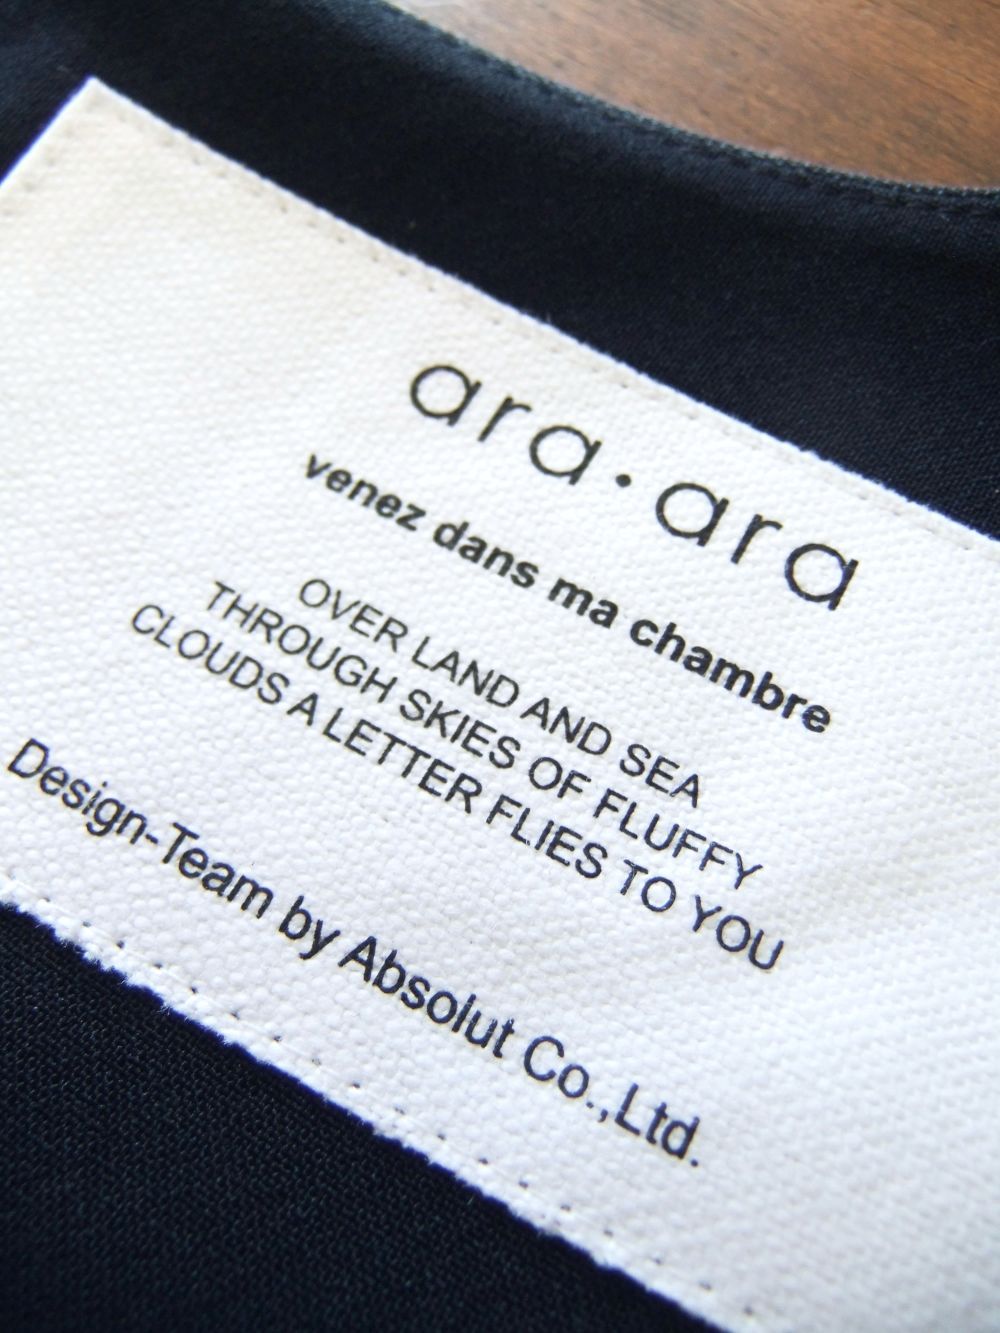 ara·ara
venez dans ma chambre
OVER LAND AND SEA
THROUGH SKIES OF FLUFFY
CLOUDS A LETTER FLIES TO YOU
Design-Team by Absolut Co.,Ltd.